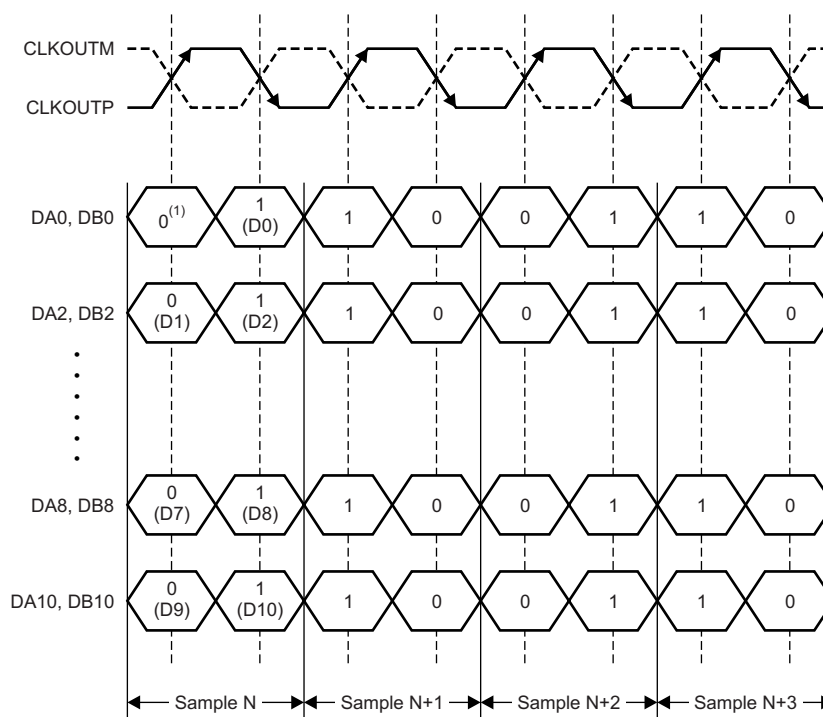 CLKOUTM
CLKOUTP
DA0, DB0
0(1)
1
(D0)
1
0
0
1
1
0
DA2, DB2
0
(D1)
1
(D2)
1
0
0
1
1
0
DA8, DB8
0
(D7)
1
(D8)
1
0
0
1
1
0
DA10, DB10
0
(D9)
1
(D10)
1
0
0
1
1
0
Sample N
Sample N+1
Sample N+2
Sample N+3